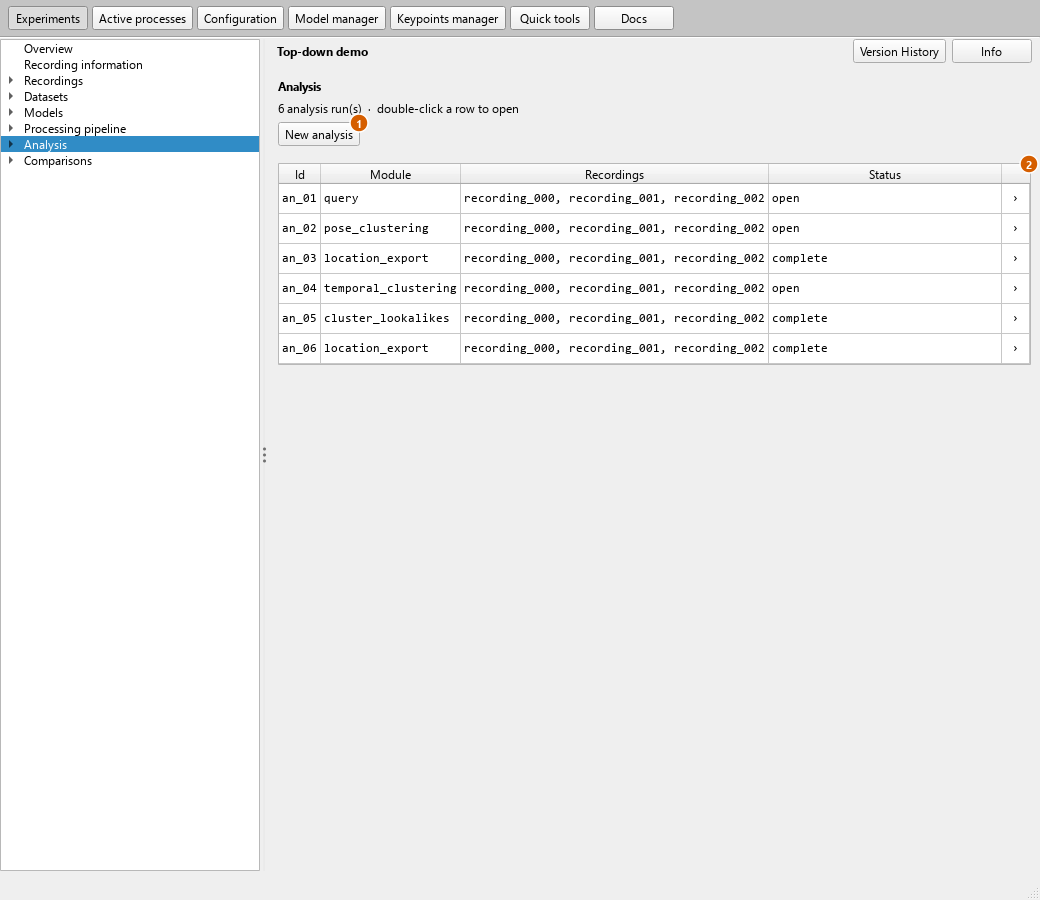 Experiments Active processes Configuration Model manager Keypoints manager Quick tools Docs
Overview
Recording information
Recordings
Datasets
Models
Processing pipeline
Analysis
Comparisons
Top-down demo
Version History Info
Analysis
6 analysis run(s) · double-click a row to open
1
New analysis
2
Id Module Recordings Status
an_01 query recording_000, recording_001, recording_002 open ›
an_02 pose_clustering recording_000, recording_001, recording_002 open ›
an_03 location_export recording_000, recording_001, recording_002 complete ›
an_04 temporal_clustering recording_000, recording_001, recording_002 open ›
an_05 cluster_lookalikes recording_000, recording_001, recording_002 complete ›
an_06 location_export recording_000, recording_001, recording_002 complete ›